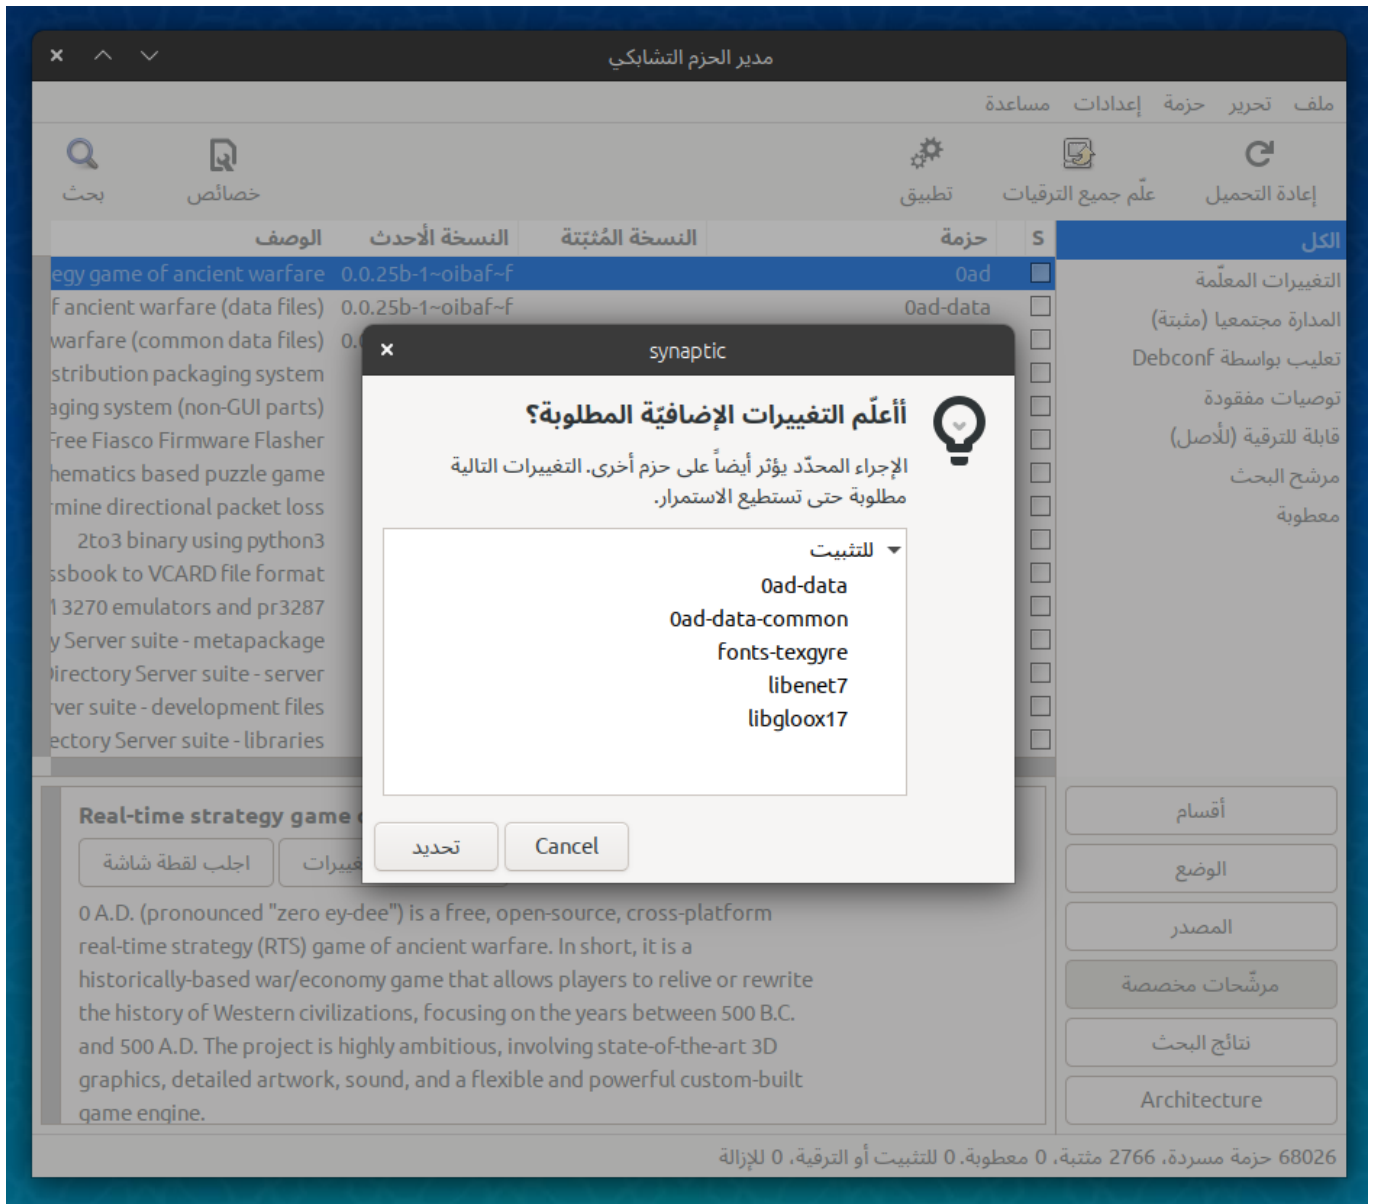 مدير الحزم التشابكي
ملف تحرير حزمة إعدادات مساعدة
إعادة التحميل علّم جميع الترقيات تطبيق خصائص بحث
الكل
التغييرات المعلّمة
المدارة مجتمعيا (مثبتة)
تعليب بواسطة Debconf
توصيات مفقودة
قابلة للترقية (للأصل)
مرشح البحث
معطوبة
S حزمة النسخة المُثبّتة النسخة الأحدث الوصف
0ad 0.0.25b-1~oibaf~f egy game of ancient warfare
0ad-data 0.0.25b-1~oibaf~f f ancient warfare (data files)
0.0 warfare (common data files)
stribution packaging system
aging system (non-GUI parts)
Free Fiasco Firmware Flasher
hematics based puzzle game
rmine directional packet loss
2to3 binary using python3
ssbook to VCARD file format
3270 emulators and pr3287
y Server suite - metapackage
Directory Server suite - server
rver suite - development files
ectory Server suite - libraries
synaptic
أأعلّم التغييرات الإضافيّة المطلوبة؟
الإجراء المحدّد يؤثر أيضاً على حزم أخرى. التغييرات التالية
مطلوبة حتى تستطيع الاستمرار.
للتثبيت
0ad-data
0ad-data-common
fonts-texgyre
libenet7
libgloox17
Cancel تحديد
Real-time strategy game
غييرات اجلب لقطة شاشة
0 A.D. (pronounced "zero ey-dee") is a free, open-source, cross-platform
real-time strategy (RTS) game of ancient warfare. In short, it is a
historically-based war/economy game that allows players to relive or rewrite
the history of Western civilizations, focusing on the years between 500 B.C.
and 500 A.D. The project is highly ambitious, involving state-of-the-art 3D
graphics, detailed artwork, sound, and a flexible and powerful custom-built
game engine.
أقسام
الوضع
المصدر
مرشّحات مخصصة
نتائج البحث
Architecture
68026 حزمة مسردة، 2766 مثتبة، 0 معطوبة. 0 للتثبيت أو الترقية، 0 للإزالة